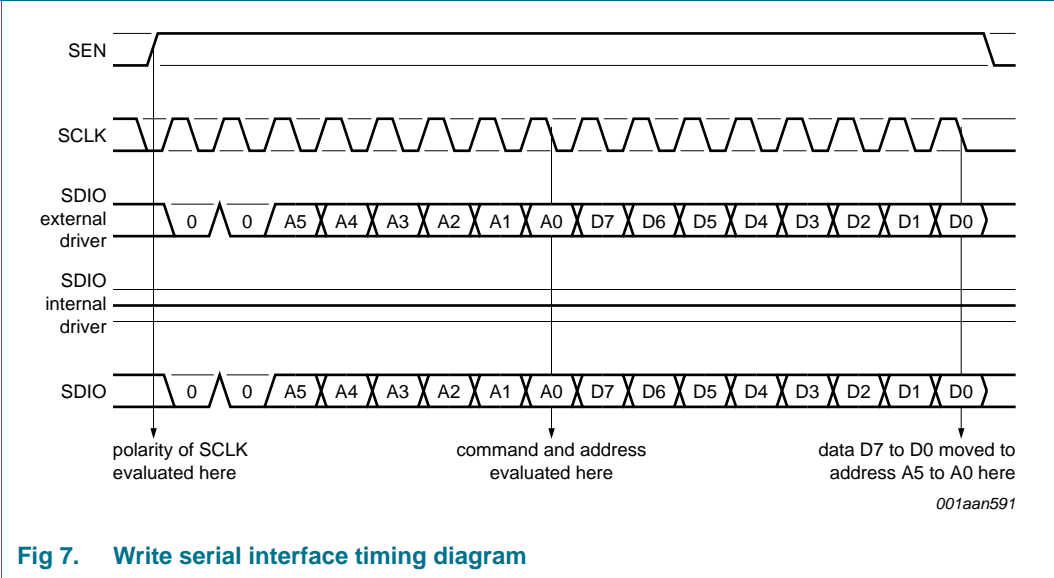 SEN
SCLK
SDIO
external
driver
0 0 A5 A4 A3 A2 A1 A0 D7 D6 D5 D4 D3 D2 D1 D0
SDIO
internal
driver
SDIO 0 0 A5 A4 A3 A2 A1 A0 D7 D6 D5 D4 D3 D2 D1 D0
polarity of SCLK
evaluated here
command and address
evaluated here
data D7 to D0 moved to
address A5 to A0 here
001aan591
Fig 7. Write serial interface timing diagram